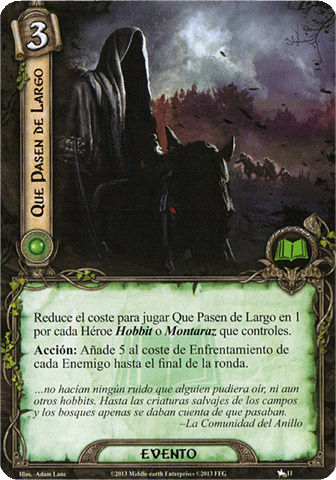 3
Que Pasen de Largo
Reduce el coste para jugar Que Pasen de Largo en 1
por cada Héroe Hobbit o Montaraz que controles.
Acción: Añade 5 al coste de Enfrentamiento de
cada Enemigo hasta el final de la ronda.
...no hacían ningún ruido que alguien pudiera oír, ni aun
otros hobbits. Hasta las criaturas salvajes de los campos
y los bosques apenas se daban cuenta de que pasaban.
–La Comunidad del Anillo
Evento
Illus. Adam Lane
©2013 Middle-earth Enterprises ©2013 FFG
11